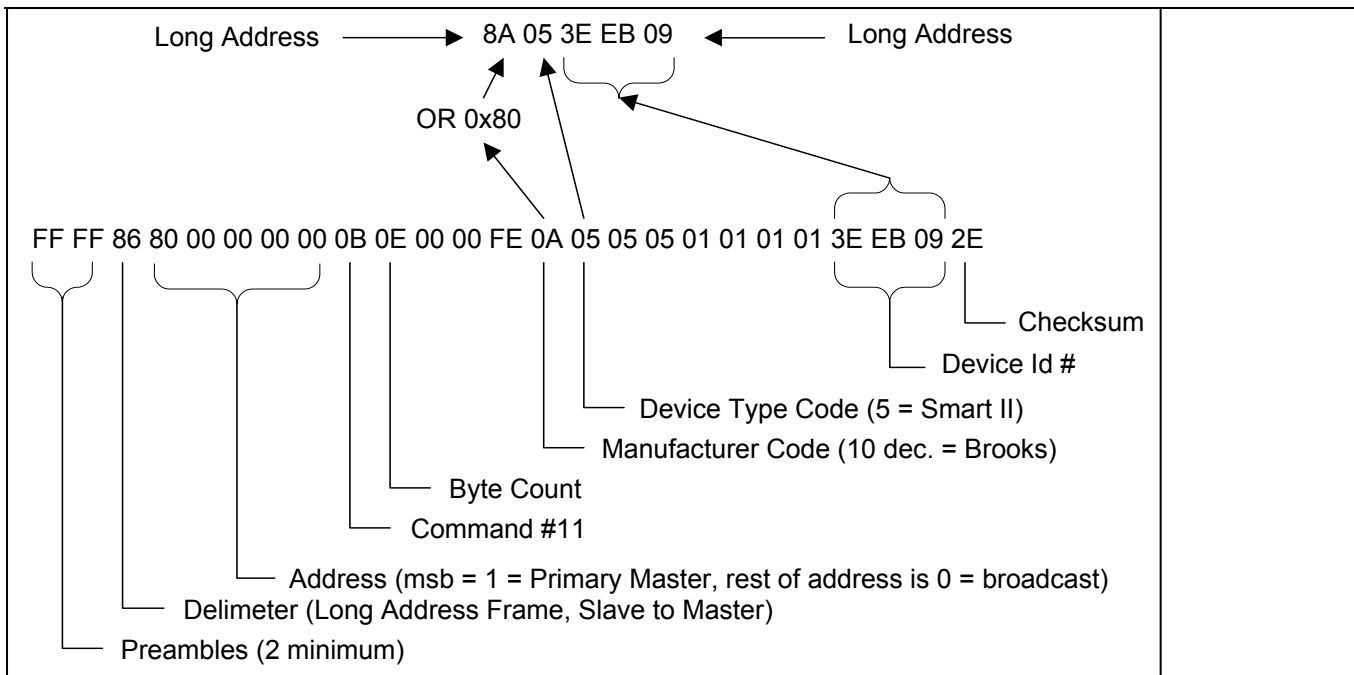 Long Address
8A 05 3E EB 09
Long Address
OR 0x80
FF FF 86 80 00 00 00 00 0B 0E 00 00 FE 0A 05 05 05 01 01 01 01 3E EB 09 2E
Checksum
Device Id #
Device Type Code (5 = Smart II)
Manufacturer Code (10 dec. = Brooks)
Byte Count
Command #11
Address (msb = 1 = Primary Master, rest of address is 0 = broadcast)
Delimeter (Long Address Frame, Slave to Master)
Preambles (2 minimum)